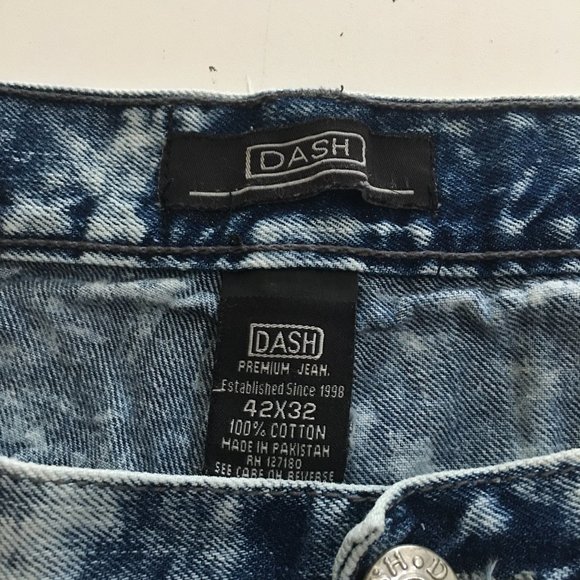 DASH
DASH
PREMIUM JEAN.
Established Since 1998
42X32
100% COTTON
MADE IN PAKISTAN
RN 127180
SEE CARE ON REVERSE